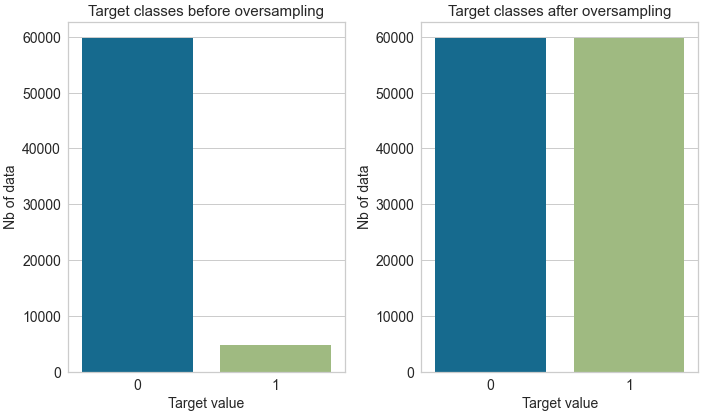 Target classes before oversampling
60000
50000
40000
30000
20000
10000
0
Nb of data
0 1
Target value
Target classes after oversampling
60000
50000
40000
30000
20000
10000
0
Nb of data
0 1
Target value